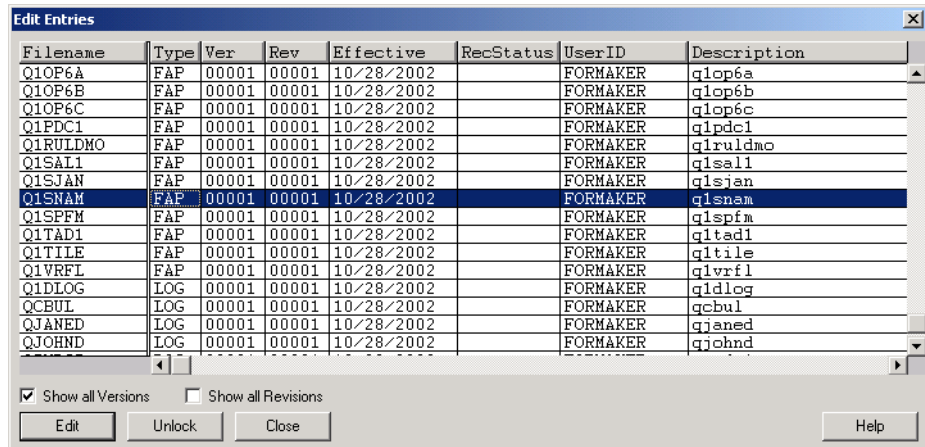 Edit Entries
Filename Type Ver Rev Effective RecStatus UserID Description
Q1OP6A FAP 00001 00001 10/28/2002 FORMAKER q1op6a
Q1OP6B FAP 00001 00001 10/28/2002 FORMAKER q1op6b
Q1OP6C FAP 00001 00001 10/28/2002 FORMAKER q1op6c
Q1PDC1 FAP 00001 00001 10/28/2002 FORMAKER q1pdc1
Q1RULDMO FAP 00001 00001 10/28/2002 FORMAKER q1ruldmo
Q1SAL1 FAP 00001 00001 10/28/2002 FORMAKER q1sal1
Q1SJAN FAP 00001 00001 10/28/2002 FORMAKER q1sjan
Q1SNAM FAP 00001 00001 10/28/2002 FORMAKER q1snam
Q1SPFM FAP 00001 00001 10/28/2002 FORMAKER q1spfm
Q1TAD1 FAP 00001 00001 10/28/2002 FORMAKER q1tad1
Q1TILE FAP 00001 00001 10/28/2002 FORMAKER q1tile
Q1VRFL FAP 00001 00001 10/28/2002 FORMAKER q1vrfl
Q1DLOG LOG 00001 00001 10/28/2002 FORMAKER q1dlog
QCBUL LOG 00001 00001 10/28/2002 FORMAKER qcbul
QJANED LOG 00001 00001 10/28/2002 FORMAKER qjaned
QJOHND LOG 00001 00001 10/28/2002 FORMAKER qjohnd
Show all Versions Show all Revisions
Edit Unlock Close Help